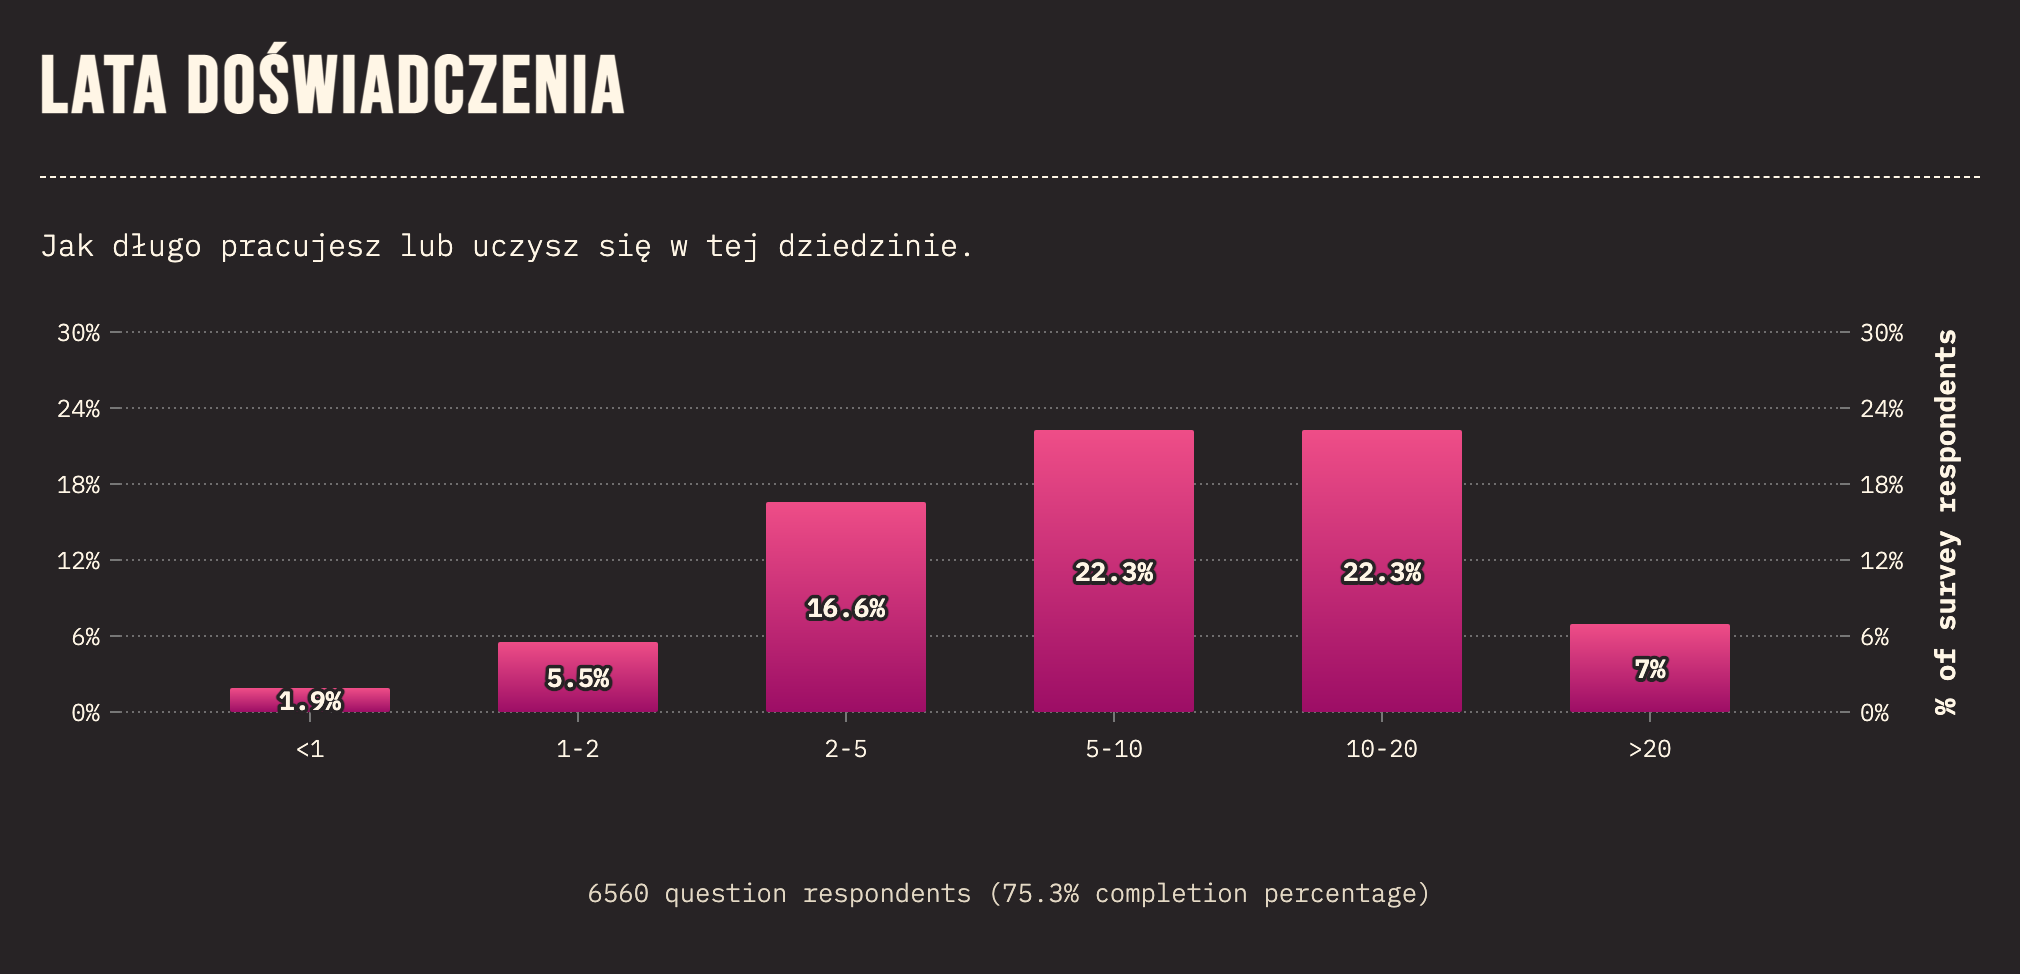 LATA DOŚWIADCZENIA
Jak długo pracujesz lub uczysz się w tej dziedzinie.
30% 30%
24% 24%
18% 18%
12% 12%
6% 6%
0% 0%
1.9% 5.5% 16.6% 22.3% 22.3% 7%
<1 1-2 2-5 5-10 10-20 >20
% of survey respondents
6560 question respondents (75.3% completion percentage)